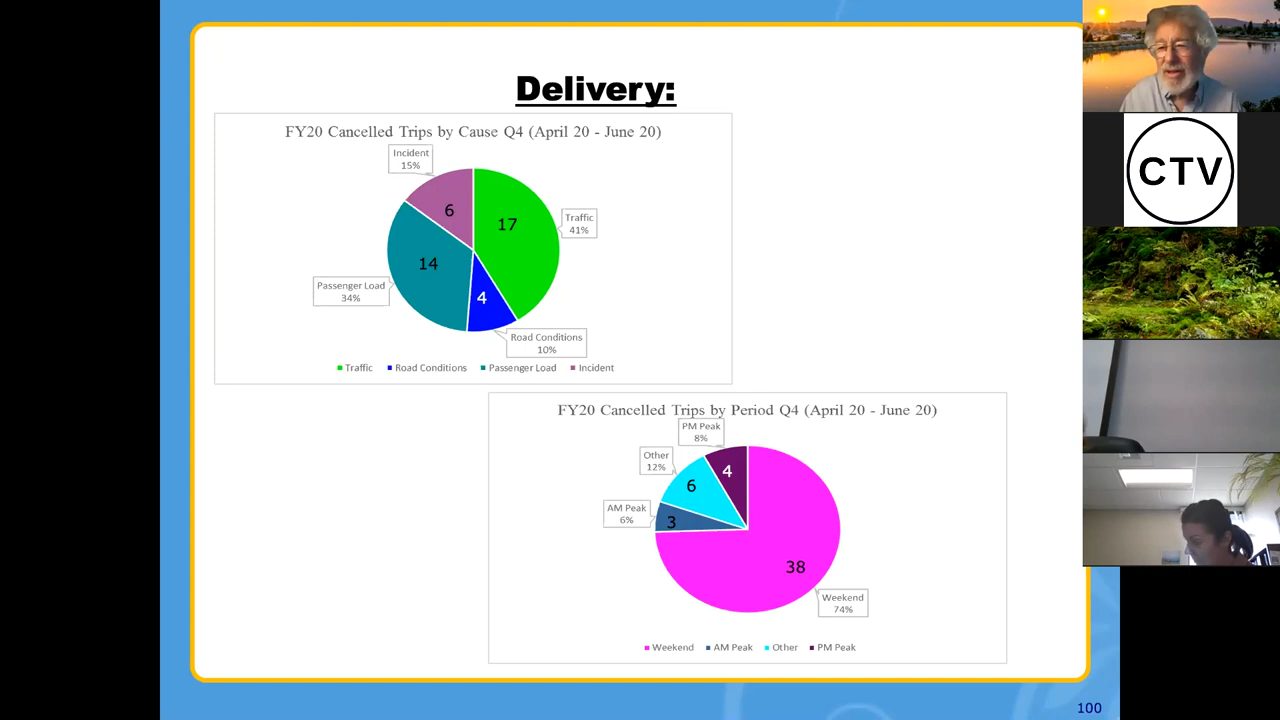 Delivery:
FY20 Cancelled Trips by Cause Q4 (April 20 - June 20)
Incident
15%
6
17
Traffic
41%
14
Passenger Load
34%
4
Road Conditions
10%
Traffic Road Conditions Passenger Load Incident
FY20 Cancelled Trips by Period Q4 (April 20 - June 20)
PM Peak
8%
Other
12%
4
6
AM Peak
6%
3
38
Weekend
74%
Weekend AM Peak Other PM Peak
100
CTV